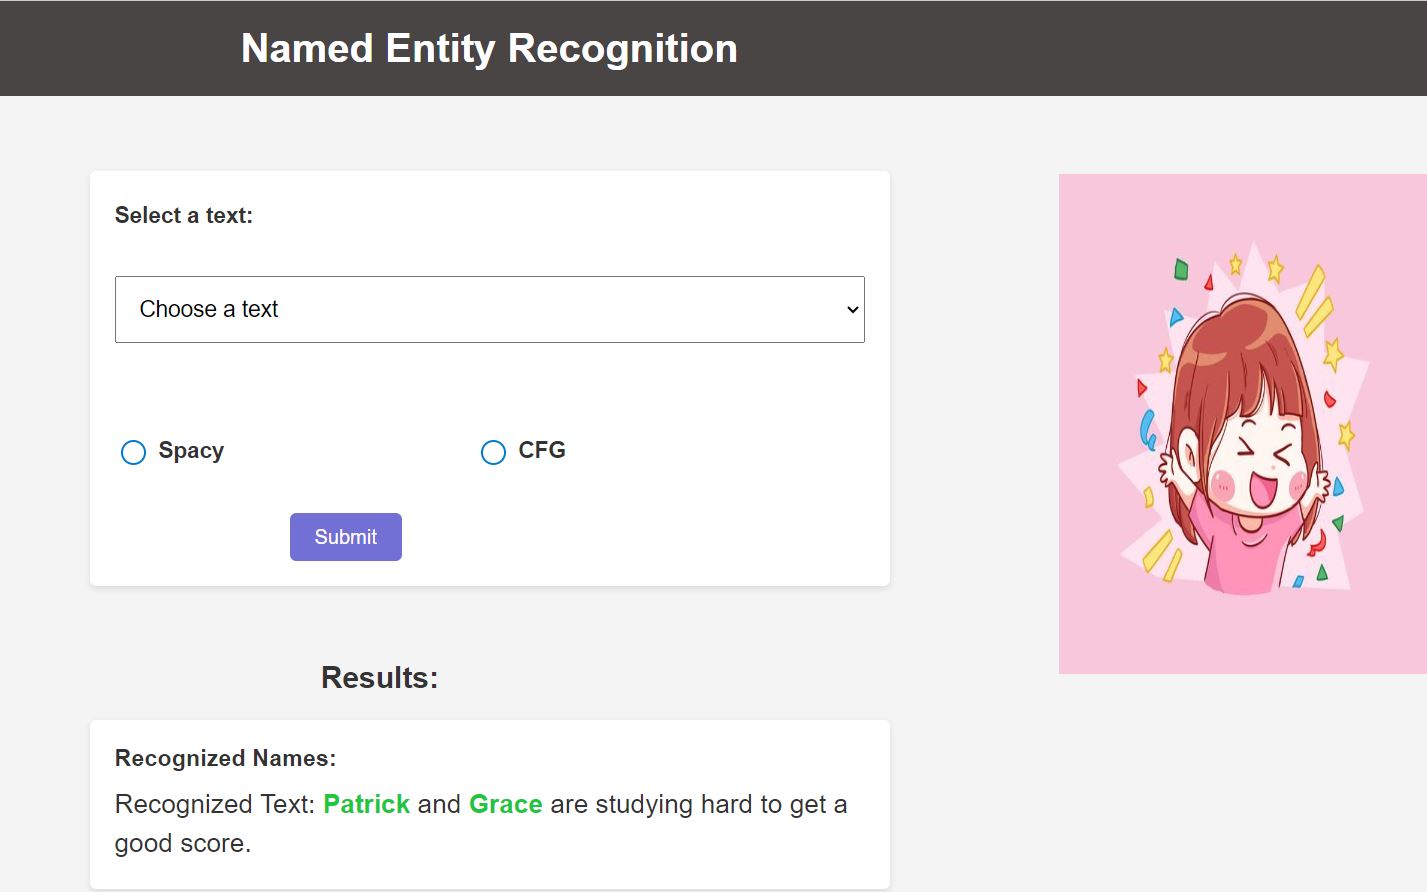 Named Entity Recognition
Select a text:
Choose a text
Spacy
CFG
Submit
Results:
Recognized Names:
Recognized Text: Patrick and Grace are studying hard to get a
good score.